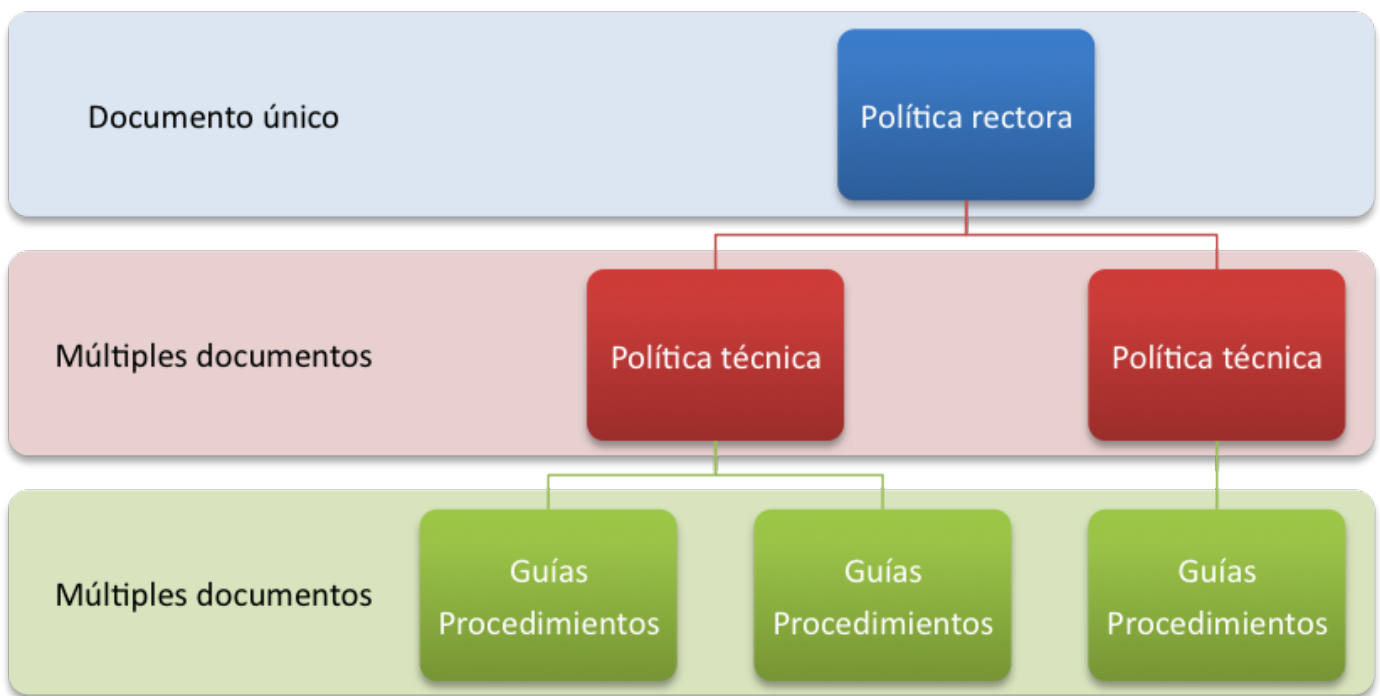 Documento único
Política rectora
Múltiples documentos
Política técnica
Política técnica
Múltiples documentos
Guías
Procedimientos
Guías
Procedimientos
Guías
Procedimientos